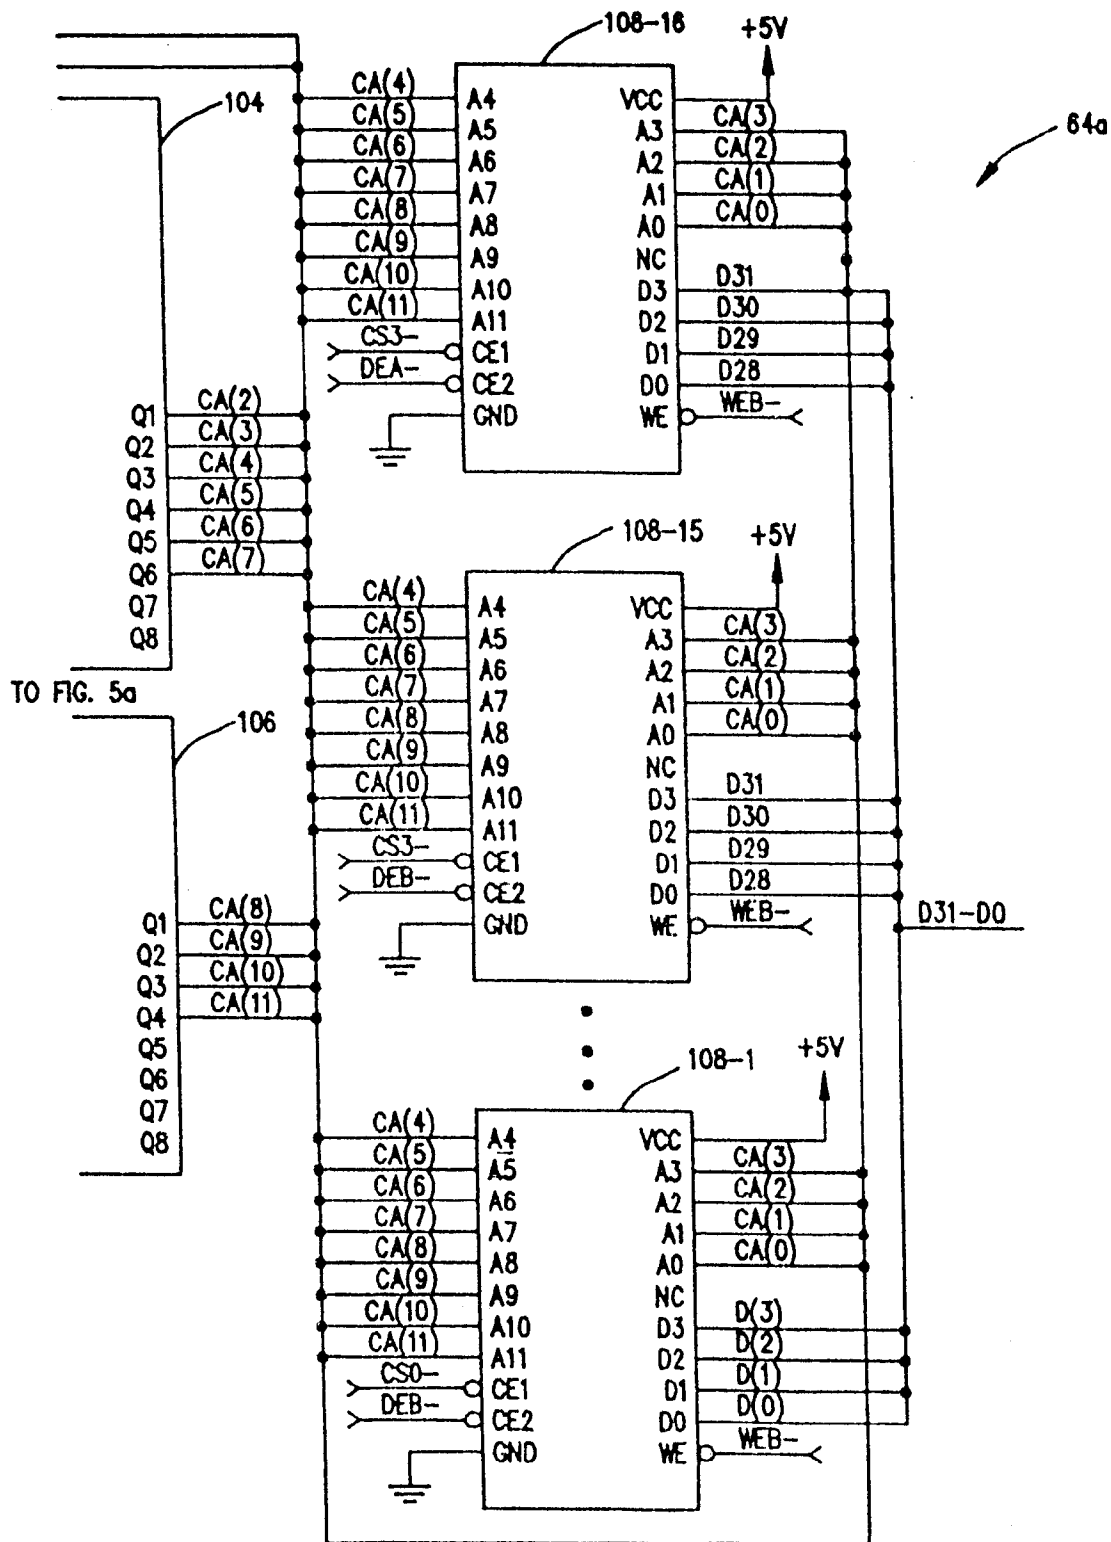 108-16
+5V
104
64a
CA(4) A4 VCC
CA(5) A5 A3 CA(3)
CA(6) A6 A2 CA(2)
CA(7) A7 A1 CA(1)
CA(8) A8 A0 CA(0)
CA(9) A9 NC
CA(10) A10 D3 D31
CA(11) A11 D2 D30
CS3- CE1 D1 D29
DEA- CE2 D0 D28
GND WE WEB-
Q1 CA(2)
Q2 CA(3)
Q3 CA(4)
Q4 CA(5)
Q5 CA(6)
Q6 CA(7)
Q7
Q8
108-15
+5V
CA(4) A4 VCC
CA(5) A5 A3 CA(3)
CA(6) A6 A2 CA(2)
CA(7) A7 A1 CA(1)
CA(8) A8 A0 CA(0)
CA(9) A9 NC
CA(10) A10 D3 D31
CA(11) A11 D2 D30
CS3- CE1 D1 D29
DEB- CE2 D0 D28
GND WE WEB-
D31-D0
TO FIG. 5a
106
Q1 CA(8)
Q2 CA(9)
Q3 CA(10)
Q4 CA(11)
Q5
Q6
Q7
Q8
108-1
+5V
CA(4) A4 VCC
CA(5) A5 A3 CA(3)
CA(6) A6 A2 CA(2)
CA(7) A7 A1 CA(1)
CA(8) A8 A0 CA(0)
CA(9) A9 NC
CA(10) A10 D3 D(3)
CA(11) A11 D2 D(2)
CS0- CE1 D1 D(1)
DEB- CE2 D0 D(0)
GND WE WEB-